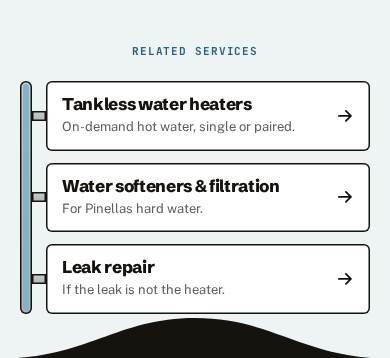 RELATED SERVICES
Tankless water heaters
On-demand hot water, single or paired.
Water softeners & filtration
For Pinellas hard water.
Leak repair
If the leak is not the heater.